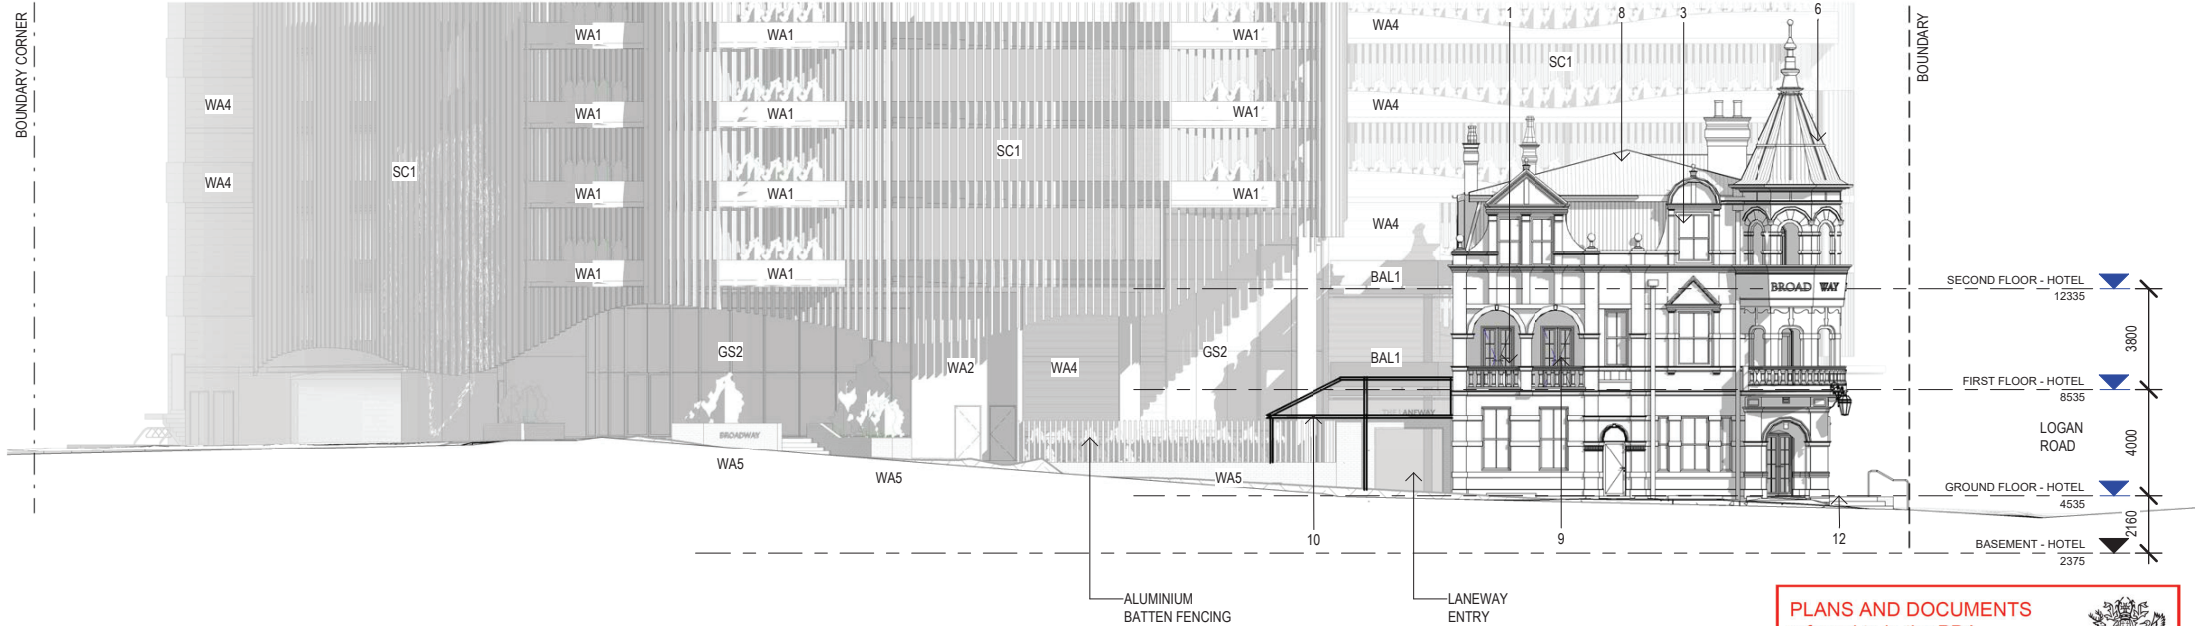 BOUNDARY CORNER
WA4
WA4
SC1
WA1
WA1
WA1
WA1
WA1
WA1
WA1
WA1
GS2
BROADWAY
WA5
WA5
WA2
SC1
WA4
WA1
WA1
WA1
GS2
WA5
WA4
WA4
SC1
WA4
BAL1
BAL1
LANEWAY
1
8
3
6
BROAD WAY
10
9
12
ALUMINIUM
BATTEN FENCING
LANEWAY
ENTRY
BOUNDARY
SECOND FLOOR - HOTEL
12335
3800
FIRST FLOOR - HOTEL
8535
LOGAN
ROAD
4000
GROUND FLOOR - HOTEL
4535
2160
BASEMENT - HOTEL
2375
PLANS AND DOCUMENTS